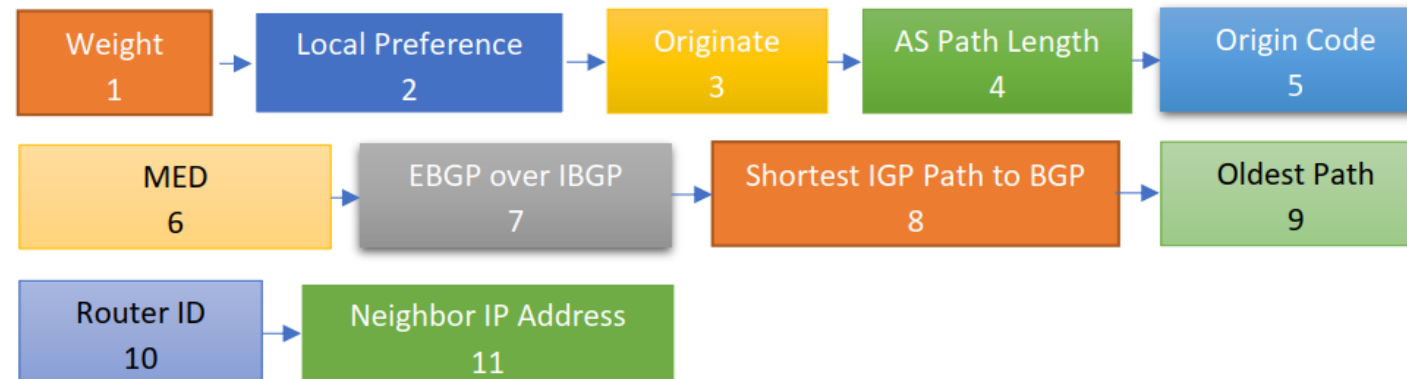 Weight
1
Local Preference
2
Originate
3
AS Path Length
4
Origin Code
5
MED
6
EBGP over IBGP
7
Shortest IGP Path to BGP
8
Oldest Path
9
Router ID
10
Neighbor IP Address
11